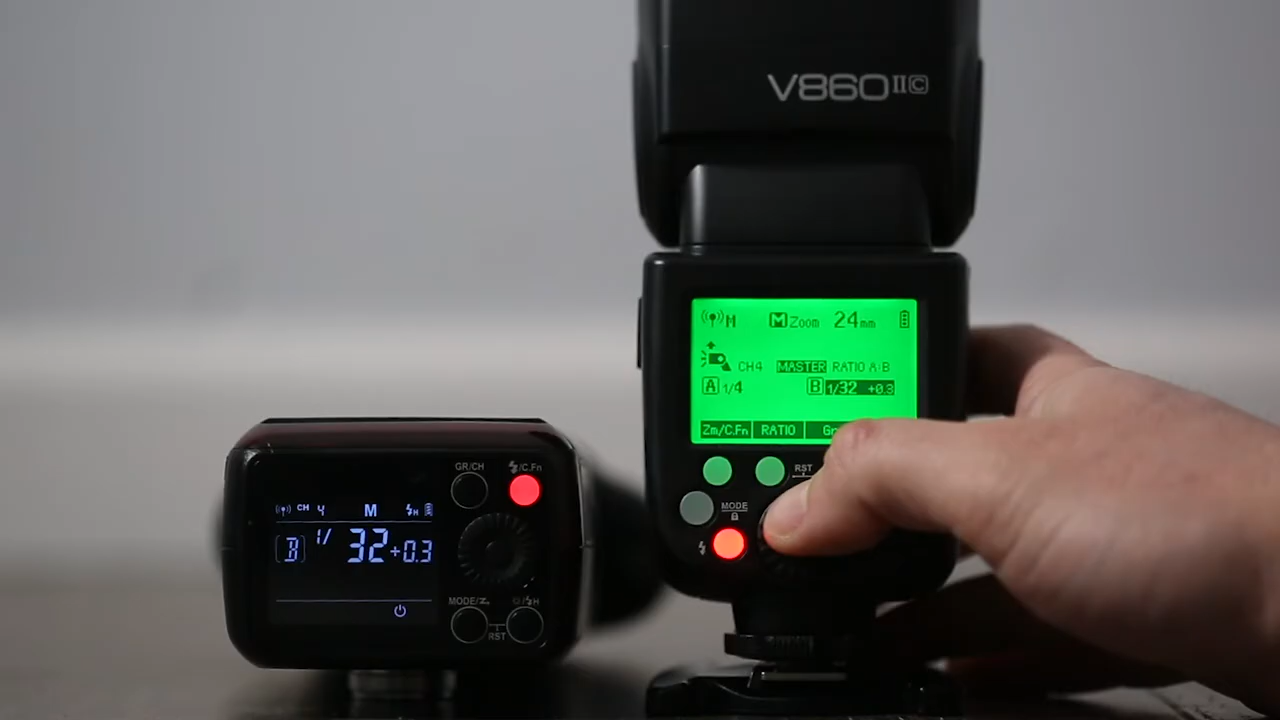 V860IIC
M M Zoom 24mm
CH4 MASTER RATIO A:B
A 1/4 B 1/32 +0.3
Zm/C.Fn RATIO Gr
RST
MODE
GR/CH /C.Fn
CH 4 M H
B 1/32+0.3
MODE/Z
/H
RST